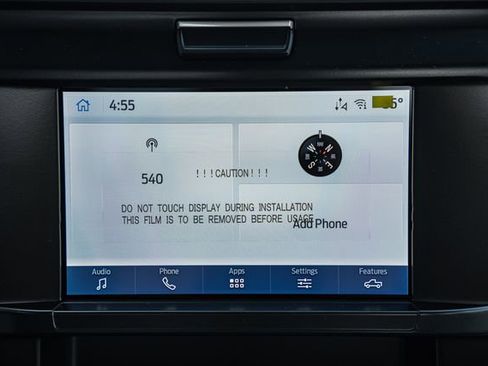 4:55
5°
540
!!!CAUTION!!!
N
E
S
W
DO NOT TOUCH DISPLAY DURING INSTALLATION
THIS FILM IS TO BE REMOVED BEFORE USAGE
Add Phone
Audio
Phone
Apps
Settings
Features